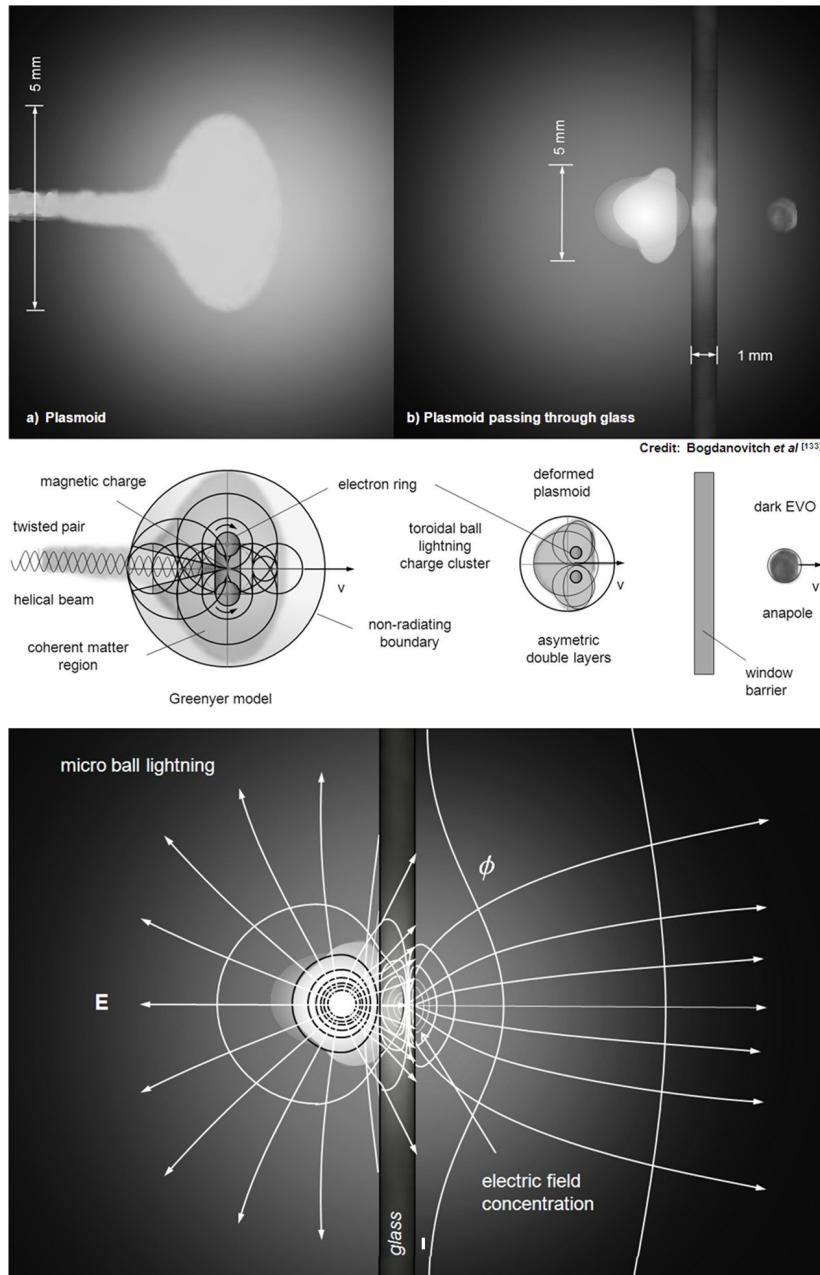 5 mm
5 mm
1 mm
a) Plasmoid
b) Plasmoid passing through glass
Credit: Bogdanovitch et al [133]
magnetic charge
electron ring
deformed
plasmoid
dark EVO
twisted pair
toroidal ball
lightning
charge cluster
v
v
helical beam
anapole
coherent matter
region
non-radiating
boundary
asymetric
double layers
window
barrier
Greenyer model
micro ball lightning
ϕ
E
electric field
concentration
glass